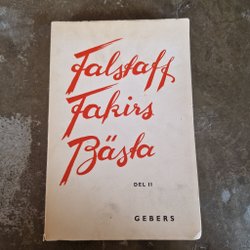 Falstaff
Fakirs
Bästa
DEL II
GEBERS